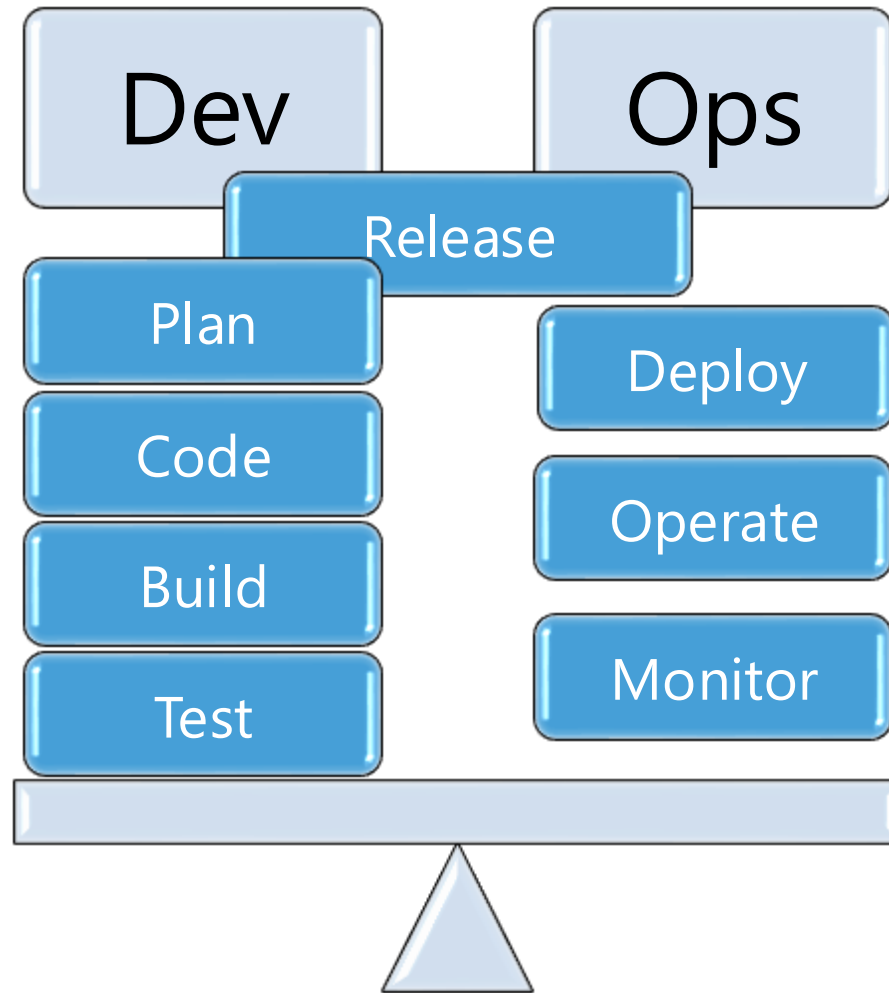 Dev
Ops
Release
Plan
Code
Build
Test
Deploy
Operate
Monitor